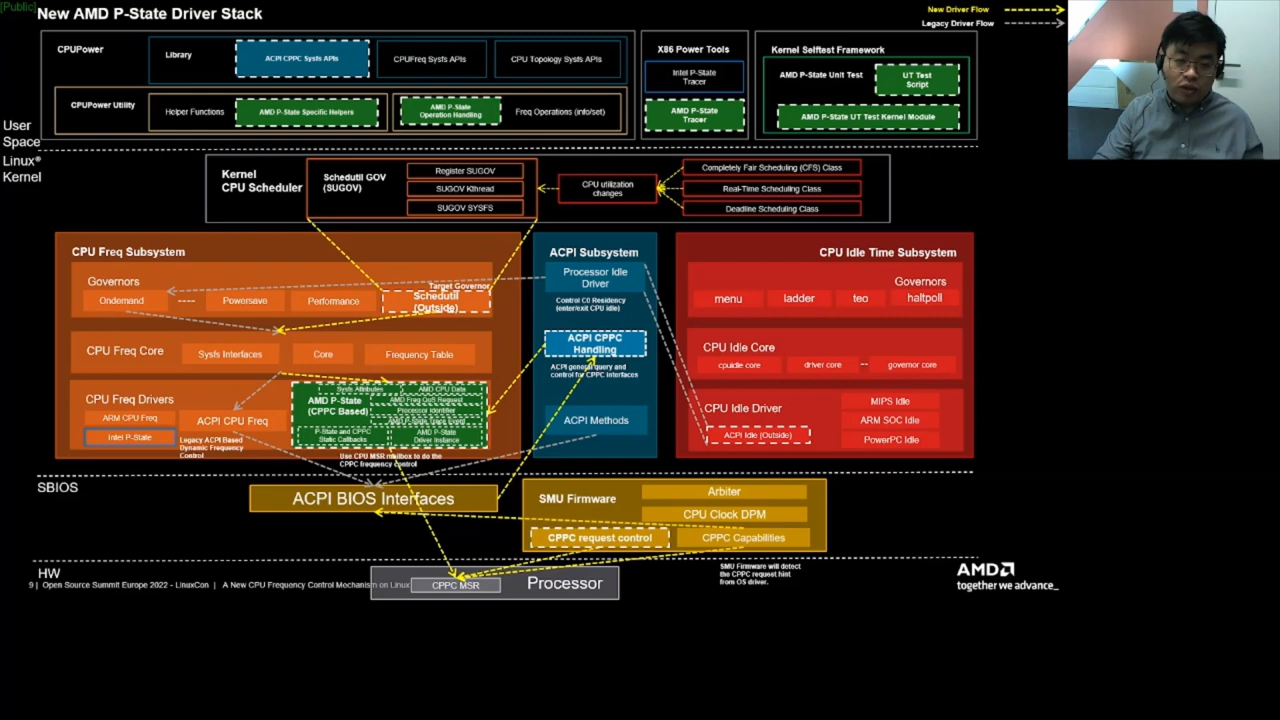 [Public]
New AMD P-State Driver Stack
New Driver Flow
Legacy Driver Flow
CPUPower
Library
ACPI CPPC Sysfs APIs
CPUFreq Sysfs APIs
CPU Topology Sysfs APIs
CPUPower Utility
Helper Functions
AMD P-State Specific Helpers
AMD P-State
Operation Handling
Freq Operations (info/set)
X86 Power Tools
Intel P-State
Tracer
AMD P-State
Tracer
Kernel Selftest Framework
AMD P-State Unit Test
UT Test
Script
AMD P-State UT Test Kernel Module
User
Space
Linux®
Kernel
Kernel
CPU Scheduler
Schedutil GOV
(SUGOV)
Register SUGOV
SUGOV Kthread
SUGOV SYSFS
CPU utilization
changes
Completely Fair Scheduling (CFS) Class
Real-Time Scheduling Class
Deadline Scheduling Class
CPU Freq Subsystem
Governors
Ondemand
----
Powersave
Performance
Target Governor
Schedutil
(Outside)
CPU Freq Core
Sysfs Interfaces
Core
Frequency Table
CPU Freq Drivers
ARM CPU Freq
Intel P-State
ACPI CPU Freq
Legacy ACPI Based
Dynamic Frequency
Control
AMD P-State
(CPPC Based)
Sysfs Attributes
AMD CPU Data
AMD Freq QoS Request
Processor Identifier
P-State and CPPC
Static Callbacks
AMD P-State
Driver Instance
Use CPU MSR mailbox to do the
CPPC frequency control
ACPI Subsystem
Processor Idle
Driver
Control C0 Residency
(enter/exit CPU idle)
ACPI CPPC
Handling
ACPI general query and
control for CPPC interfaces
ACPI Methods
CPU Idle Time Subsystem
Governors
menu
ladder
teo
haltpoll
CPU Idle Core
cpuidle core
driver core
--
governor core
CPU Idle Driver
ACPI Idle (Outside)
MIPS Idle
ARM SOC Idle
PowerPC Idle
SBIOS
ACPI BIOS Interfaces
SMU Firmware
Arbiter
CPU Clock DPM
CPPC request control
CPPC Capabilities
HW
CPPC MSR
Processor
SMU Firmware will detect
the CPPC request hint
from OS driver.
9 | Open Source Summit Europe 2022 - LinuxCon | A New CPU Frequency Control Mechanism on Linux
AMD
together we advance_